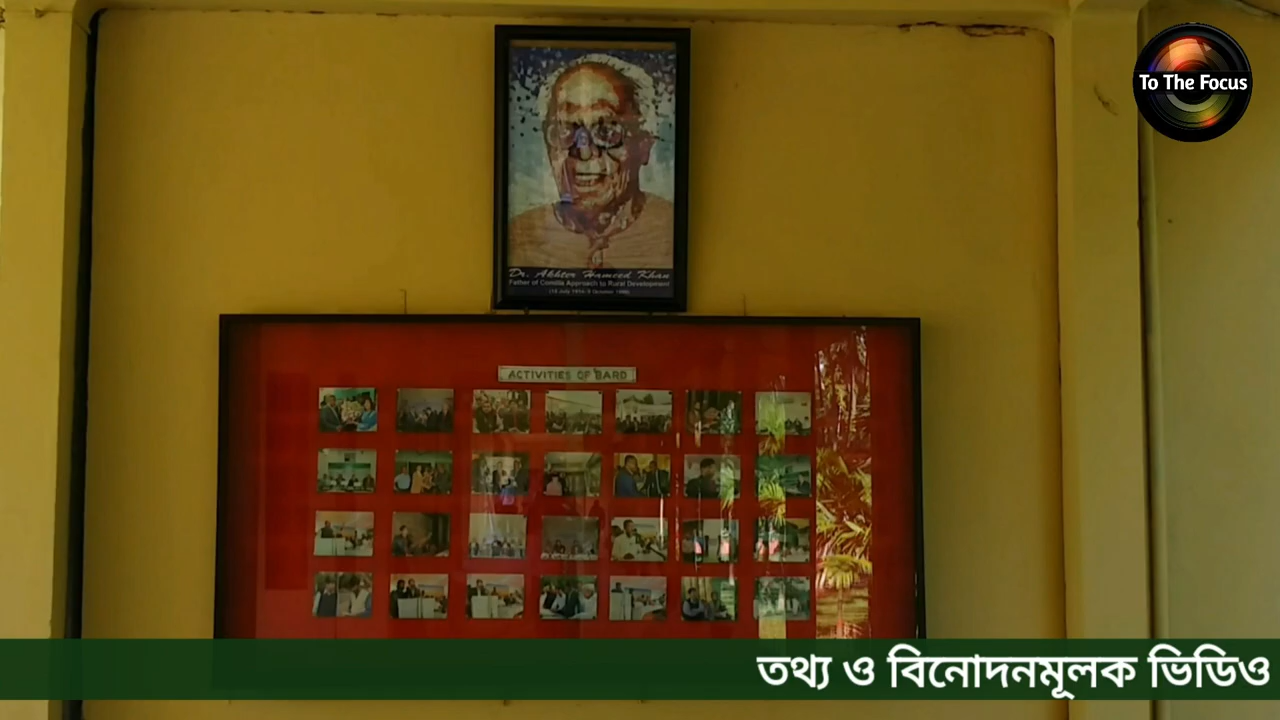 To The Focus
Dr. Akhter Hameed Khan
Father of Comilla Approach to Rural Development
ACTIVITIES OF BARD
তথ্য ও বিনোদনমূলক ভিডিও